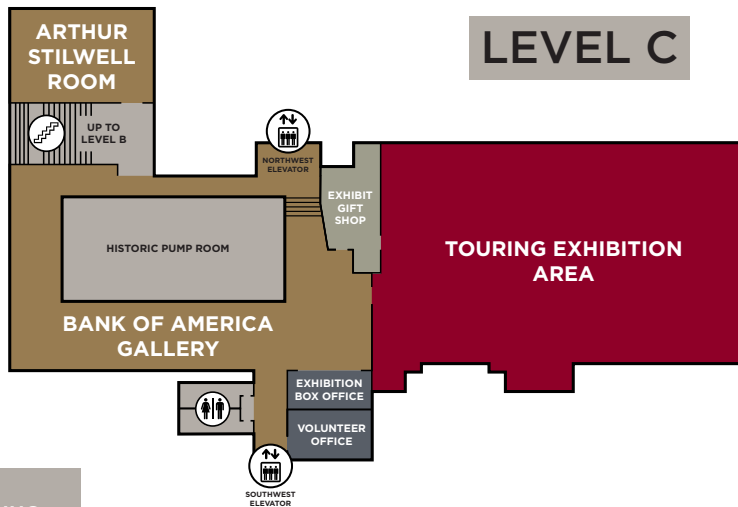 ARTHUR
STILWELL
ROOM
LEVEL C
UP TO
LEVEL B
NORTHWEST
ELEVATOR
EXHIBIT
GIFT
SHOP
HISTORIC PUMP ROOM
TOURING EXHIBITION
AREA
BANK OF AMERICA
GALLERY
EXHIBITION
BOX OFFICE
VOLUNTEER
OFFICE
SOUTHWEST
ELEVATOR